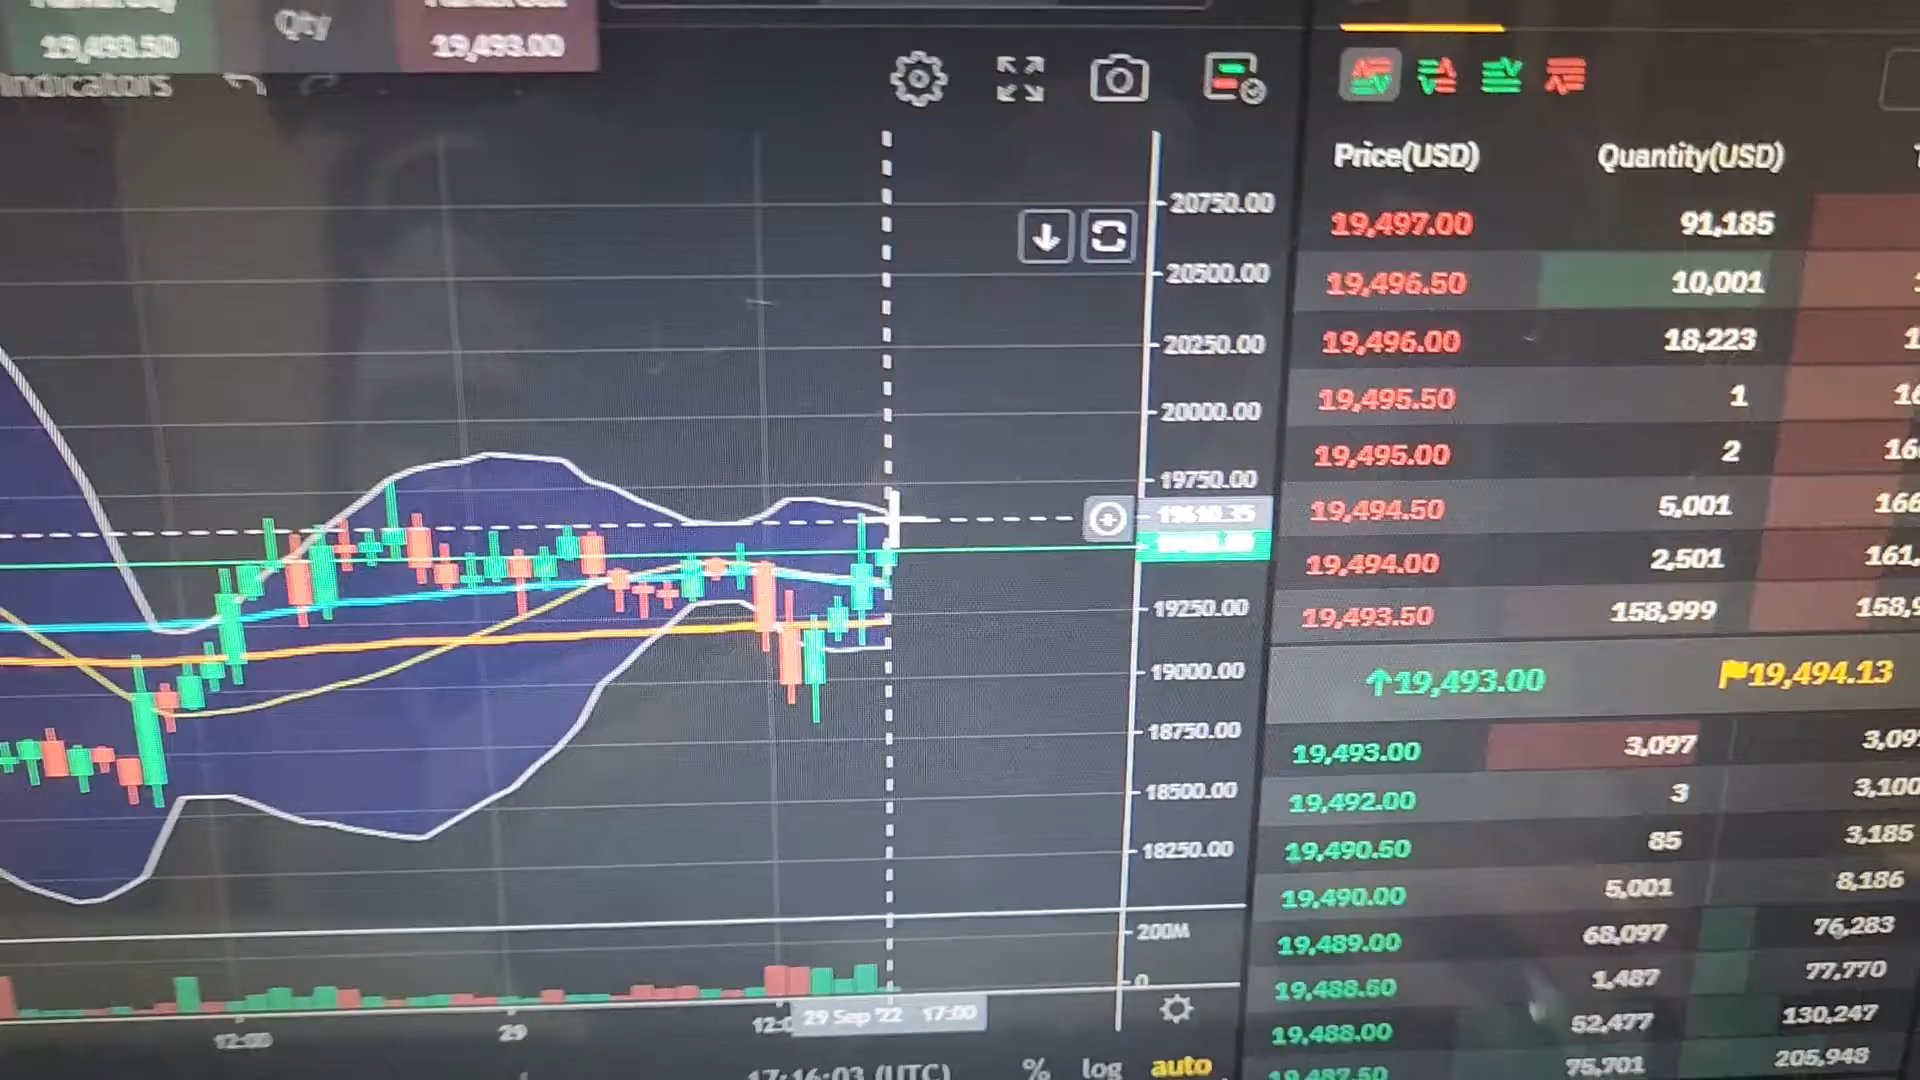 19,493.50
Qty
19,493.00
Indicators
20750.00
20500.00
20250.00
20000.00
19750.00
19610.35
19250.00
19000.00
18750.00
18500.00
18250.00
200M
0
12:00
29
29 Sep '22 17:00
17:16:03 (UTC)
% log auto
Price(USD) Quantity(USD)
19,497.00 91,185
19,496.50 10,001
19,496.00 18,223
19,495.50 1
19,495.00 2
19,494.50 5,001
19,494.00 2,501
19,493.50 158,999
19,493.00 19,494.13
19,493.00 3,097
19,492.00 3 3,100
19,490.50 85 3,185
19,490.00 5,001 8,186
19,489.00 68,097 76,283
19,488.50 1,487 77,770
19,488.00 52,477 130,247
19,487.50 75,701 205,948